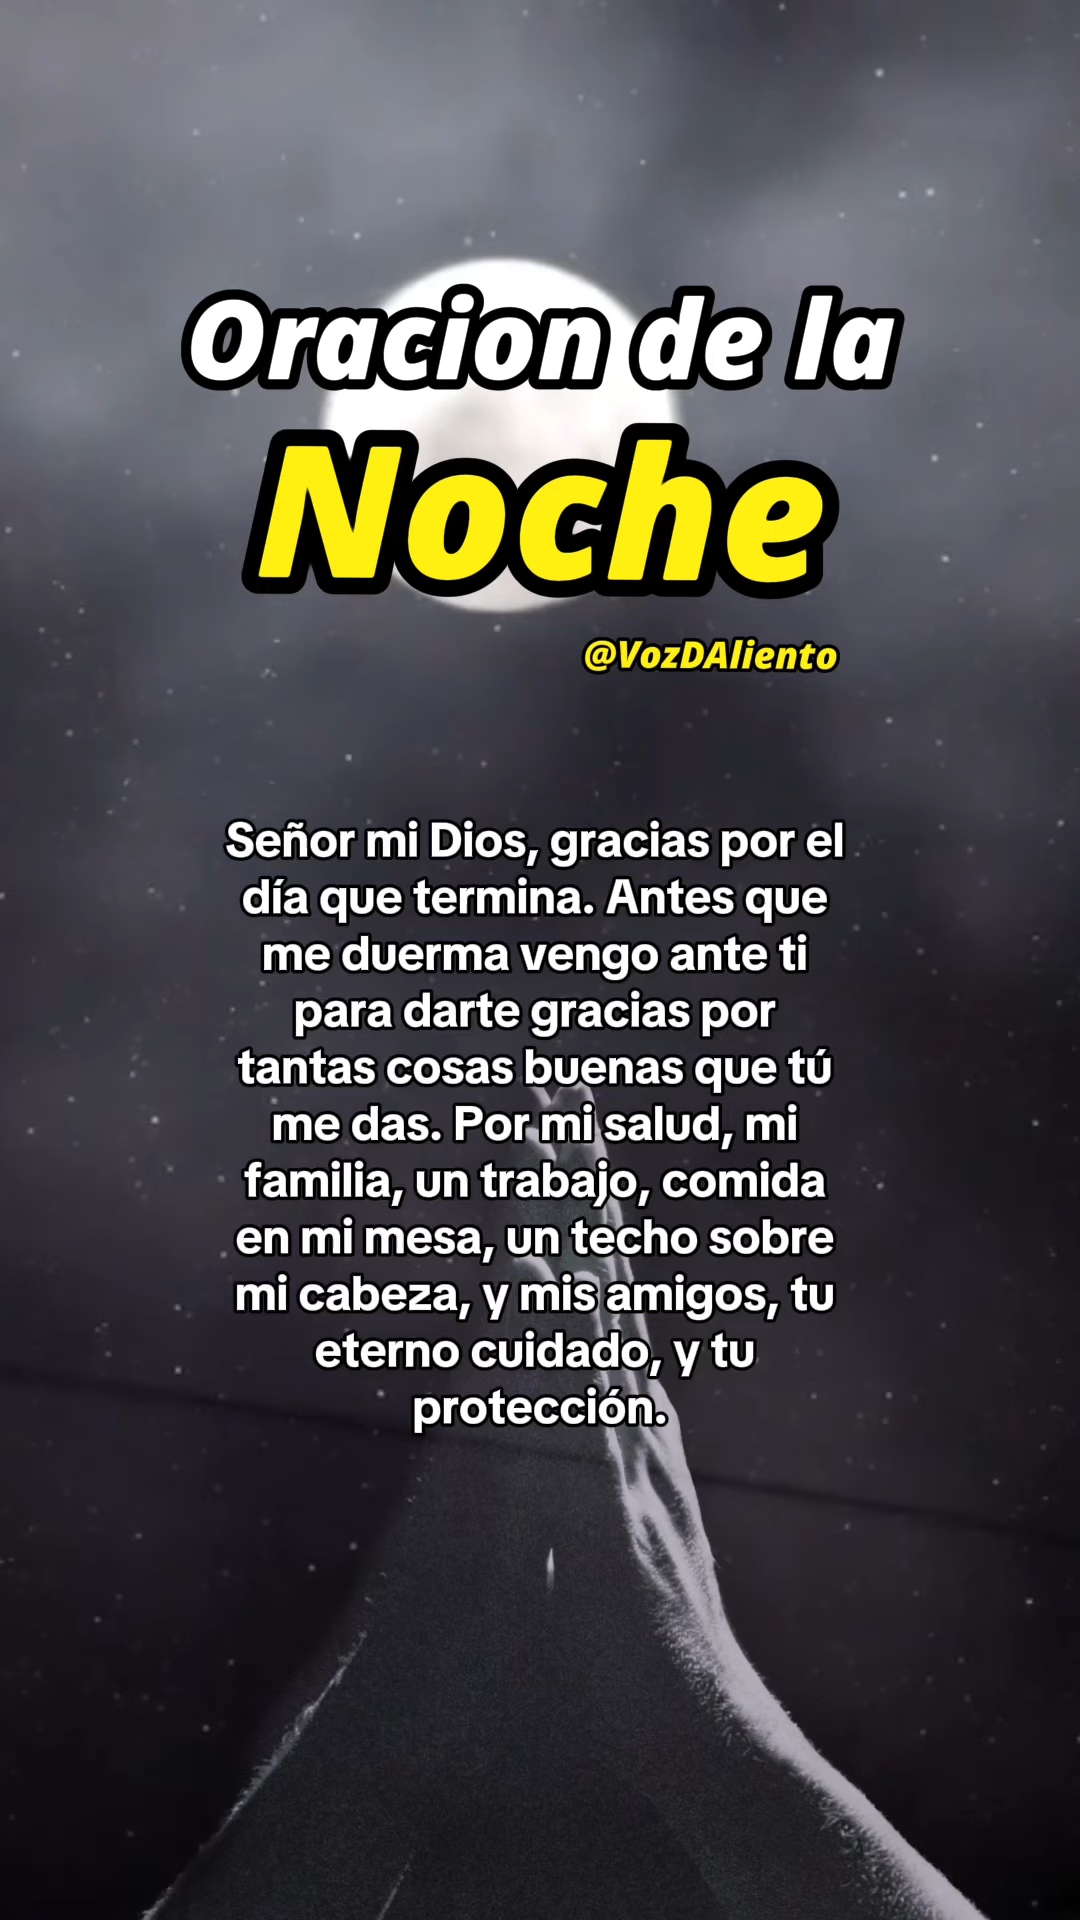 Oracion de la
Noche
@VozDAliento
Señor mi Dios, gracias por el
día que termina. Antes que
me duerma vengo ante ti
para darte gracias por
tantas cosas buenas que tú
me das. Por mi salud, mi
familia, un trabajo, comida
en mi mesa, un techo sobre
mi cabeza, y mis amigos, tu
eterno cuidado, y tu
protección.